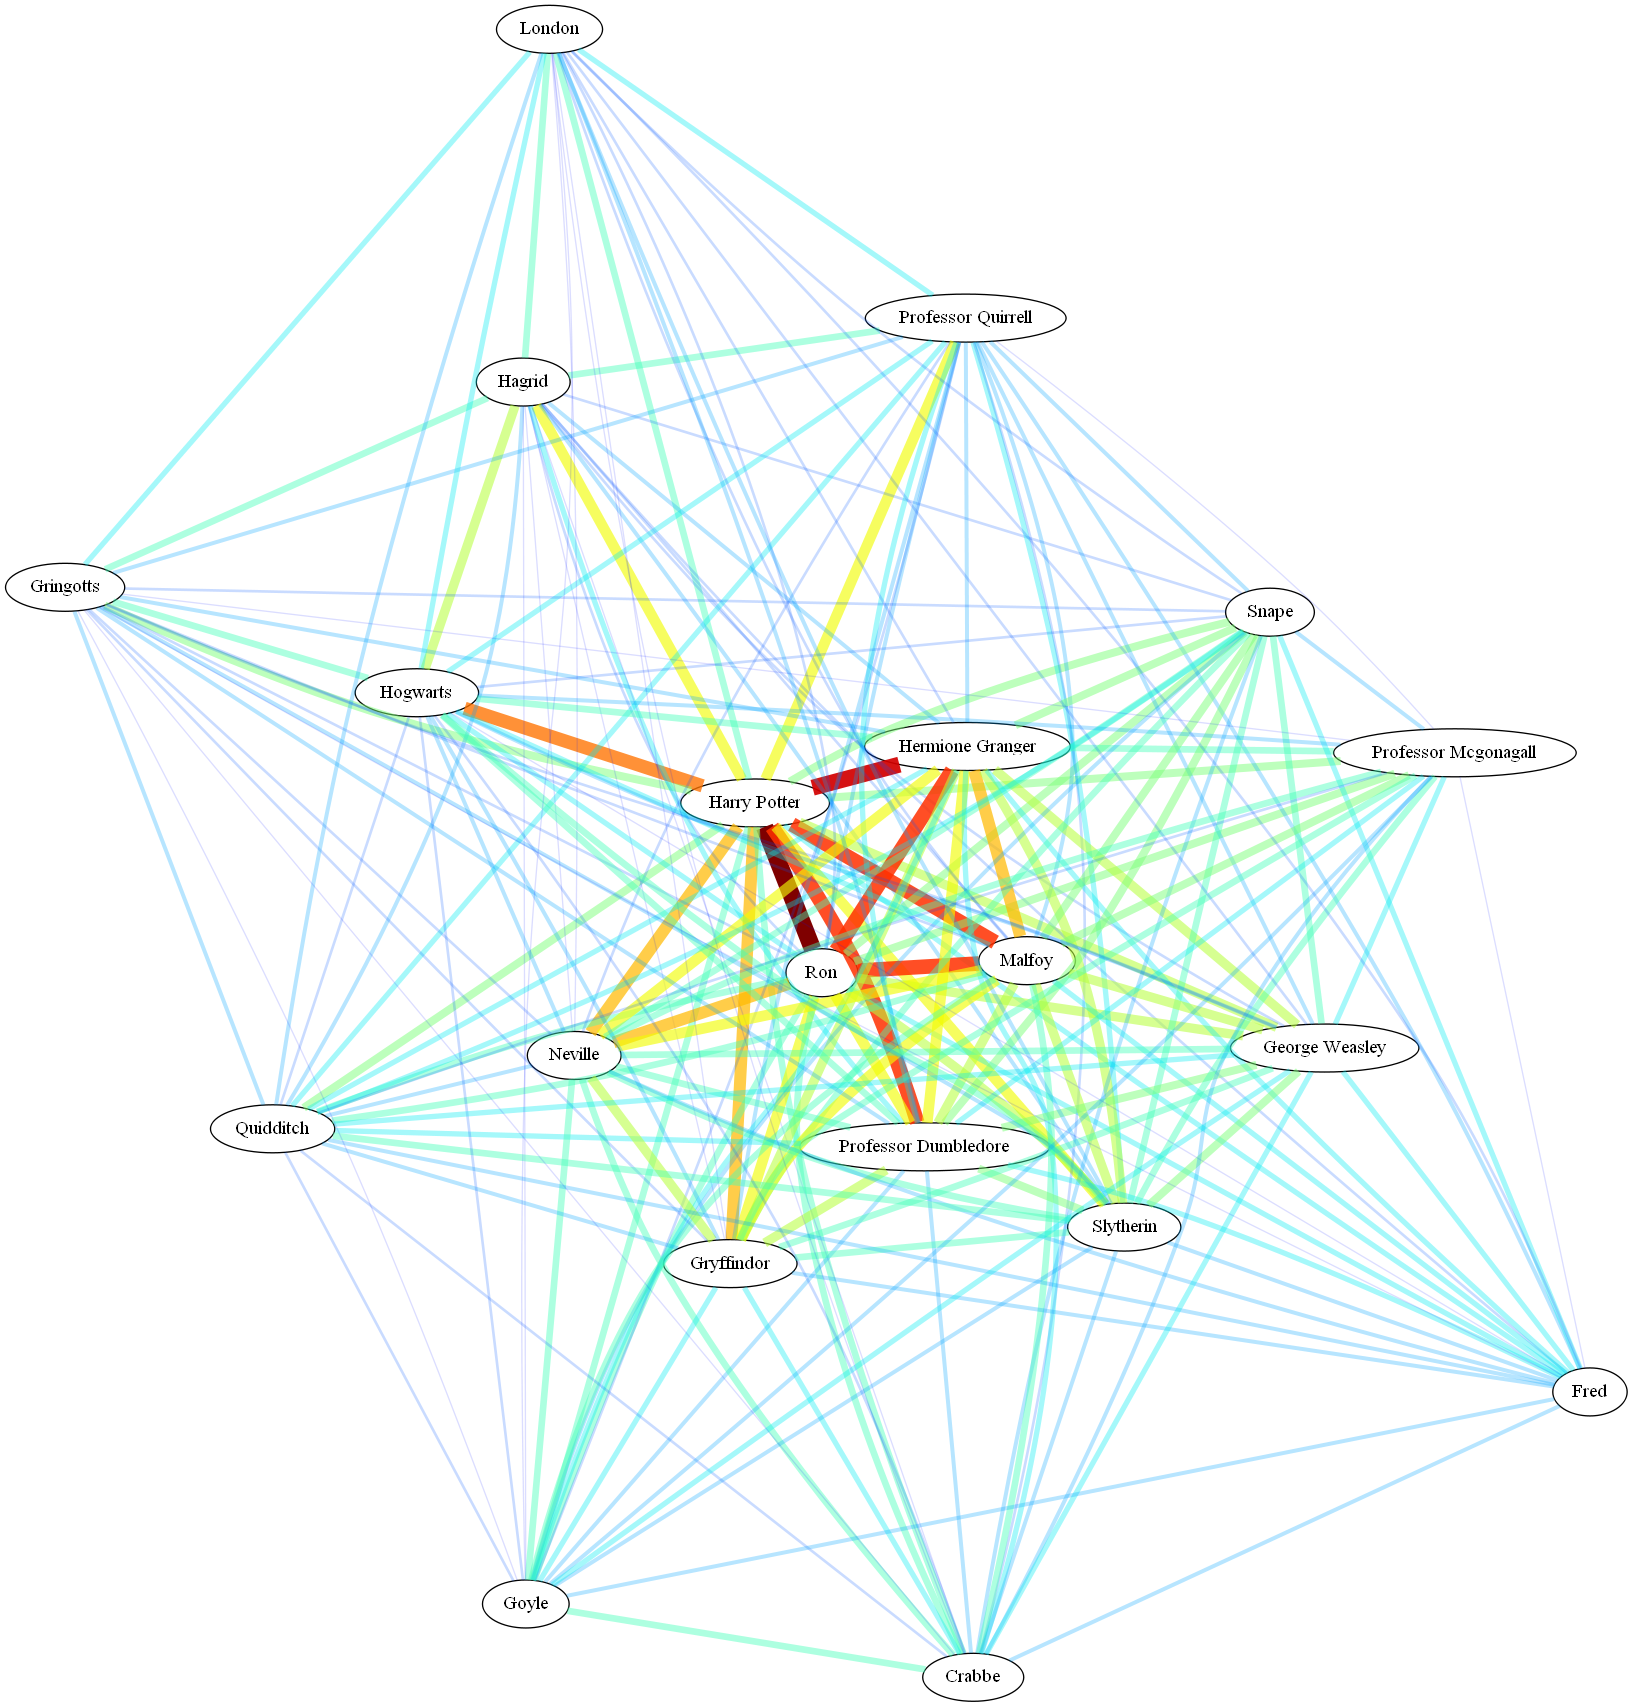 London
Professor Quirrell
Hagrid
Gringotts
Snape
Hogwarts
Hermione Granger
Professor Mcgonagall
Harry Potter
Ron
Malfoy
Neville
George Weasley
Quidditch
Professor Dumbledore
Slytherin
Gryffindor
Fred
Goyle
Crabbe